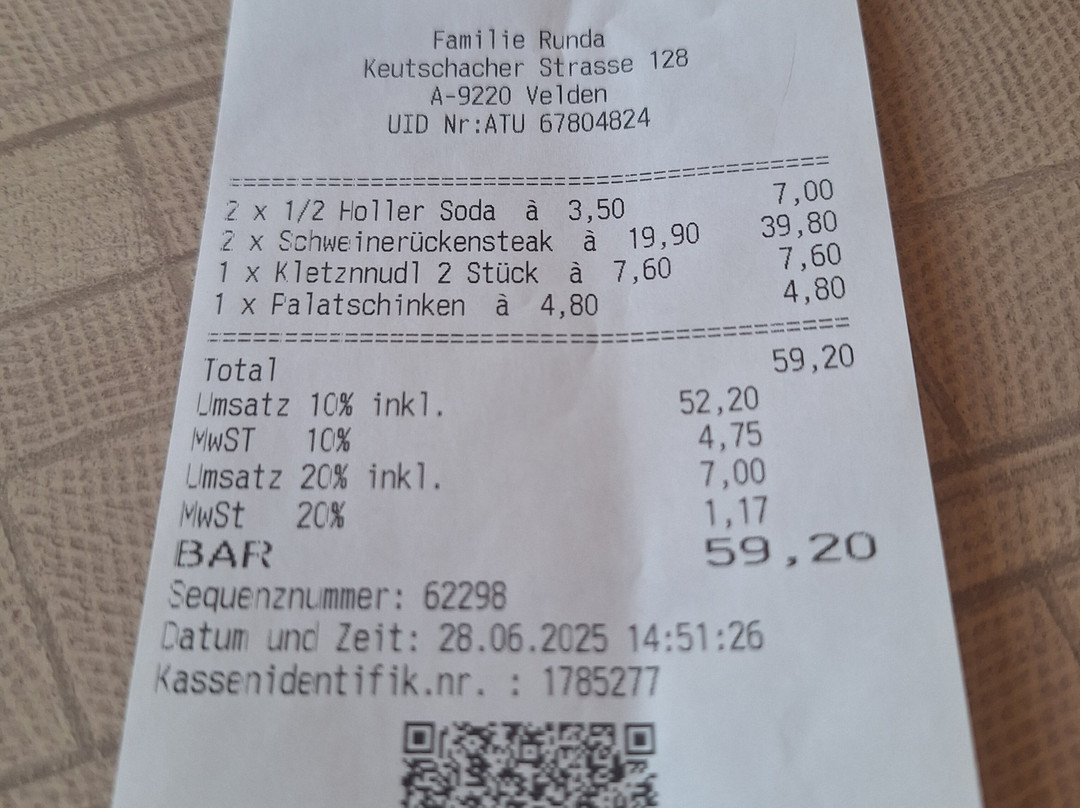 Familie Runda
Keutschacher Strasse 128
A-9220 Velden
UID Nr:ATU 67804824
========================================
2 x 1/2 Holler Soda à 3,50 7,00
2 x Schweinerückensteak à 19,90 39,80
1 x Kletznnudl 2 Stück à 7,60 7,60
1 x Palatschinken à 4,80 4,80
========================================
Total 59,20
Umsatz 10% inkl. 52,20
MwST 10% 4,75
Umsatz 20% inkl. 7,00
MwSt 20% 1,17
BAR 59,20
Sequenznummer: 62298
Datum und Zeit: 28.06.2025 14:51:26
Kassenidentifik.nr. : 1785277